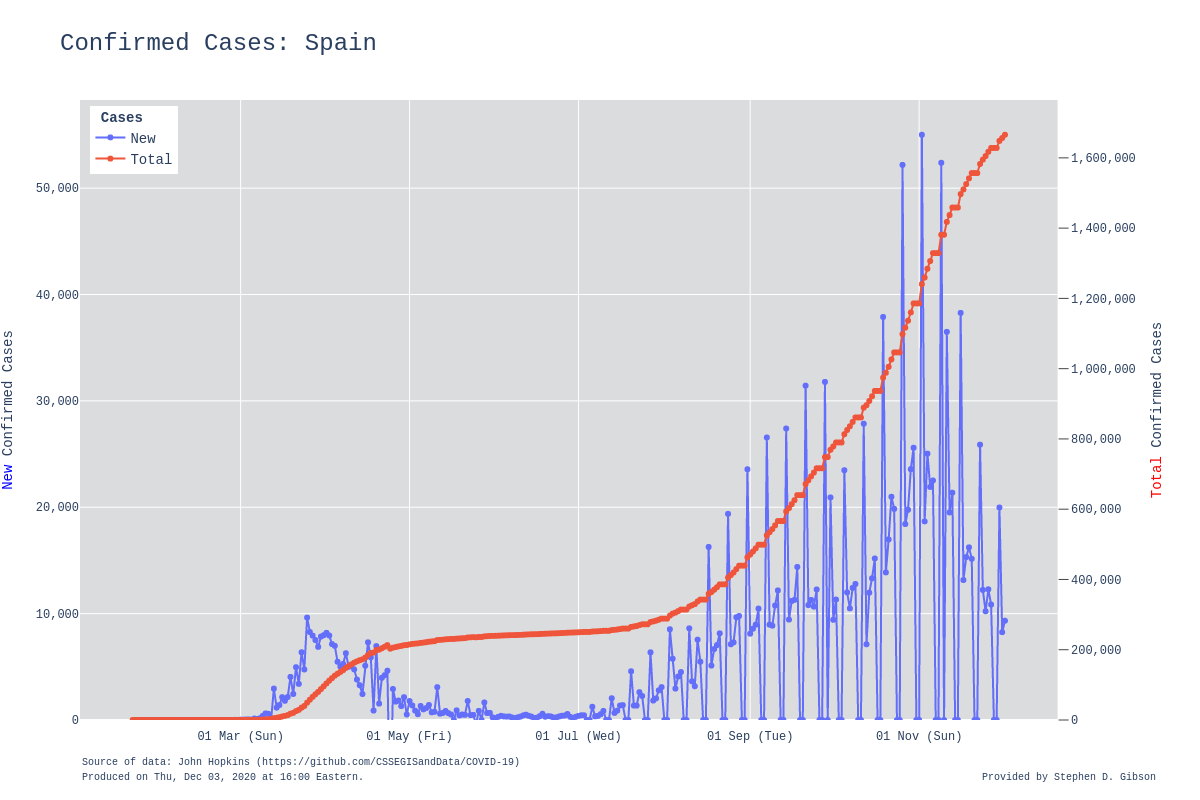 Confirmed Cases: Spain
Cases
New
Total
50,000
40,000
30,000
20,000
10,000
0
New Confirmed Cases
1,600,000
1,400,000
1,200,000
1,000,000
800,000
600,000
400,000
200,000
0
Total Confirmed Cases
01 Mar (Sun)
01 May (Fri)
01 Jul (Wed)
01 Sep (Tue)
01 Nov (Sun)
Source of data: John Hopkins (https://github.com/CSSEGISandData/COVID-19)
Produced on Thu, Dec 03, 2020 at 16:00 Eastern.
Provided by Stephen D. Gibson